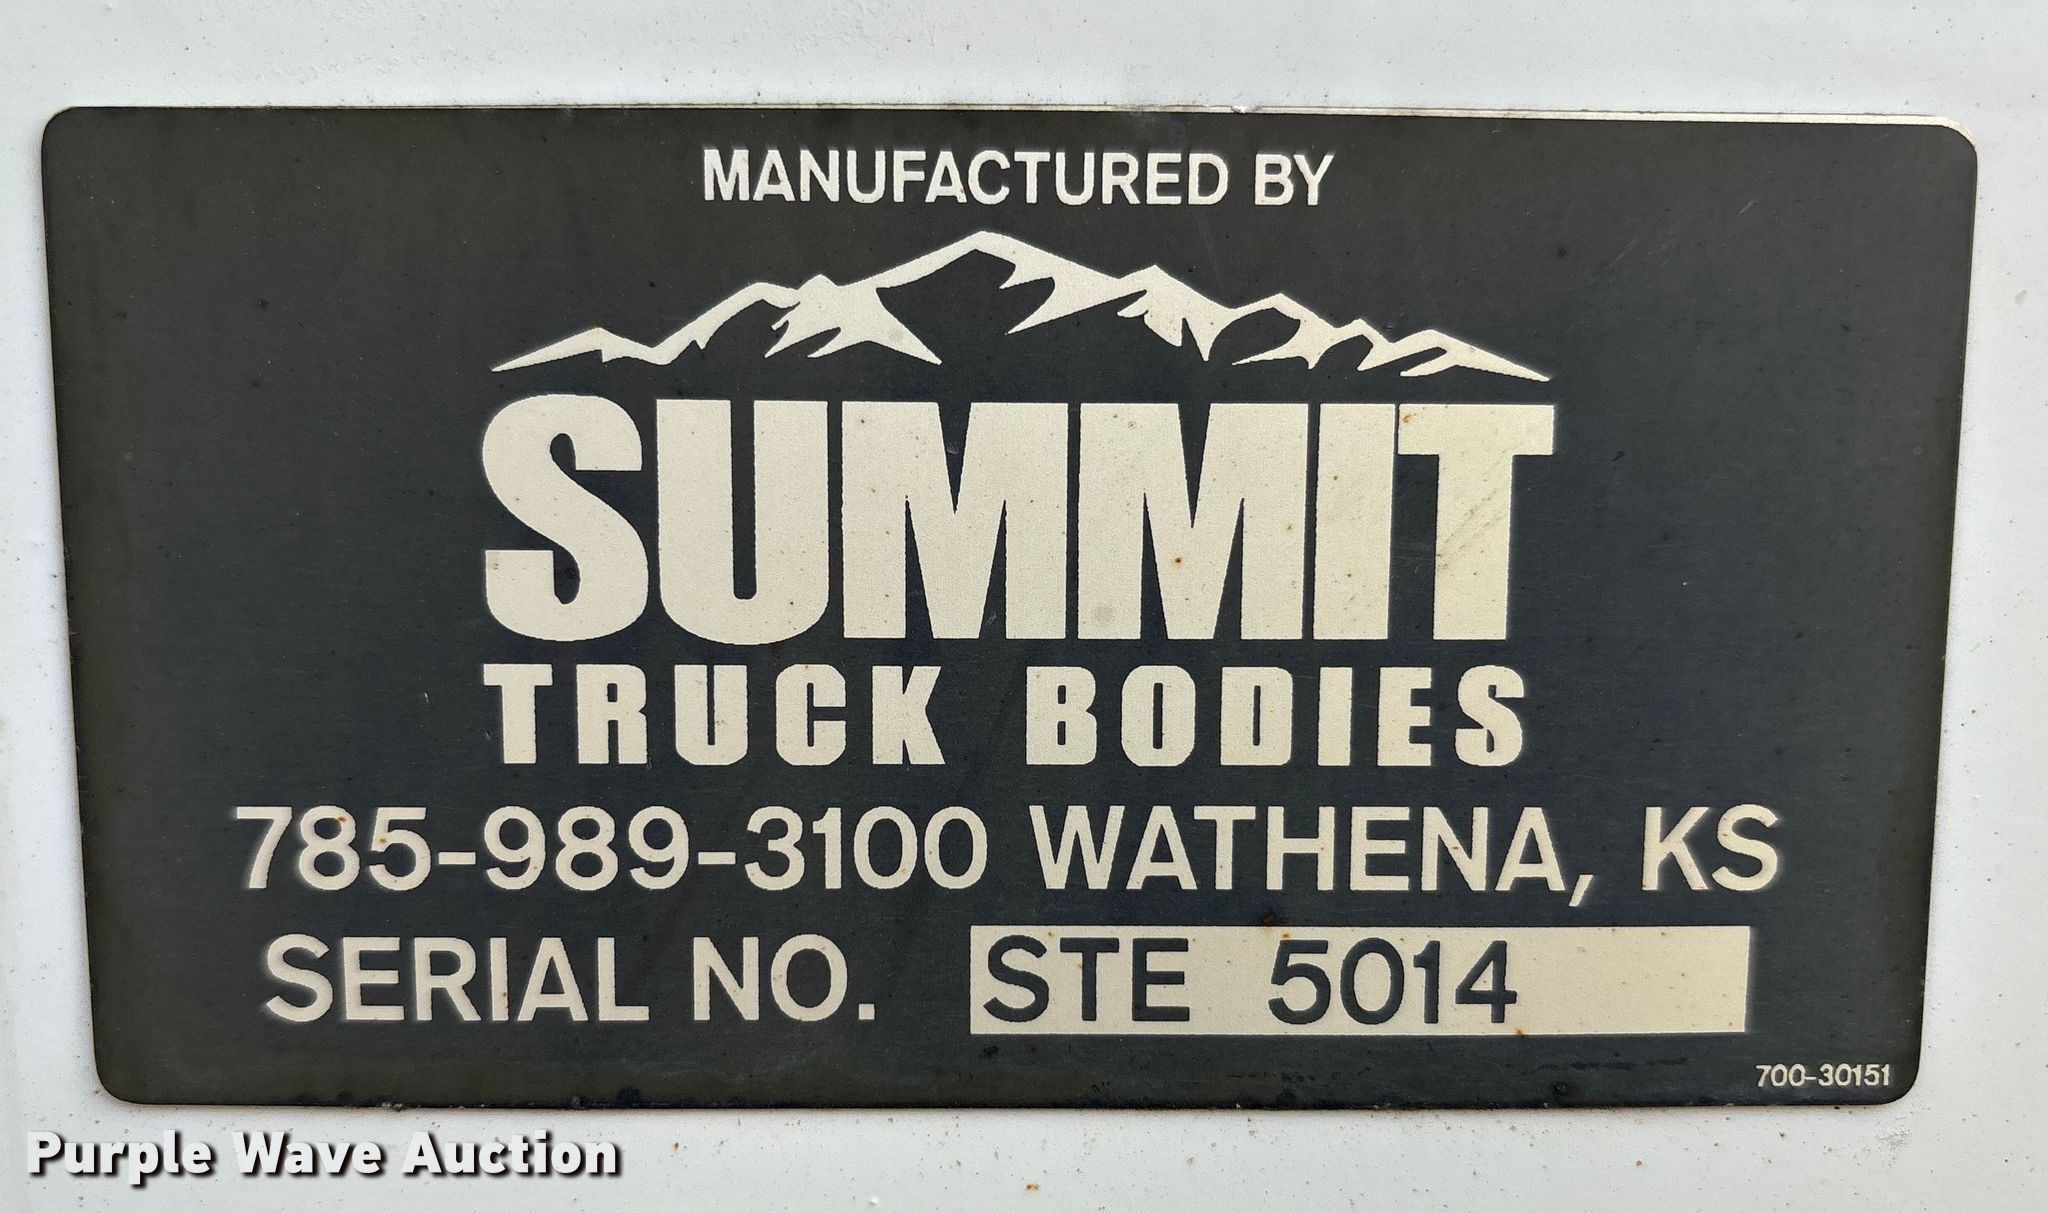 MANUFACTURED BY
SUMMIT
TRUCK BODIES
785-989-3100 WATHENA, KS
SERIAL NO. STE 5014
700-30151
Purple Wave Auction